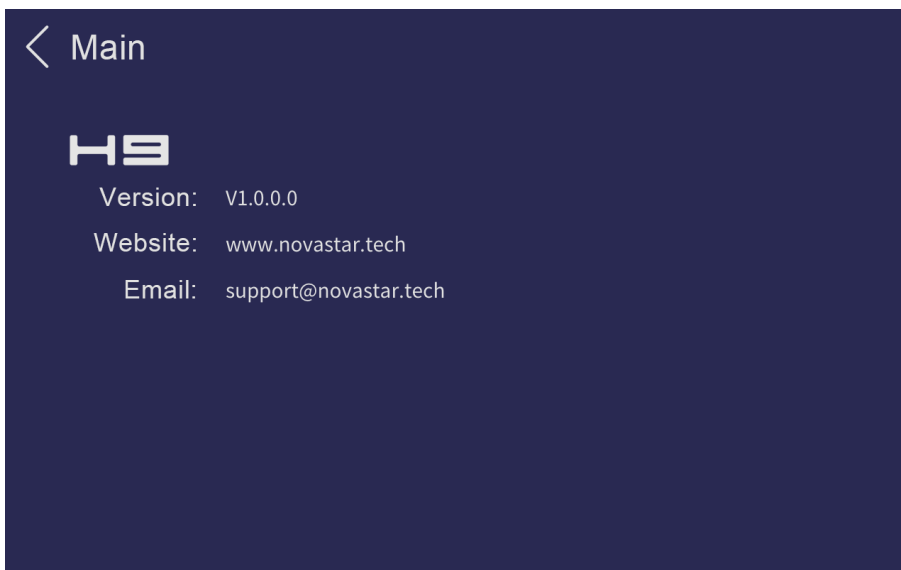 Main
H9
Version: V1.0.0.0
Website: www.novastar.tech
Email: support@novastar.tech